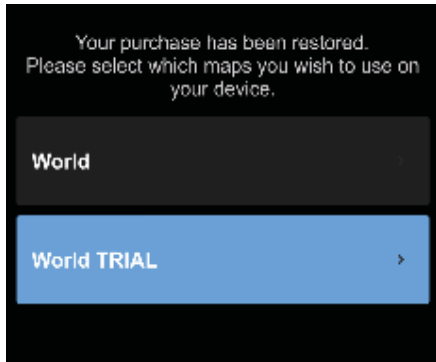 Your purchase has been restored.
Please select which maps you wish to use on
your device.
World
World TRIAL